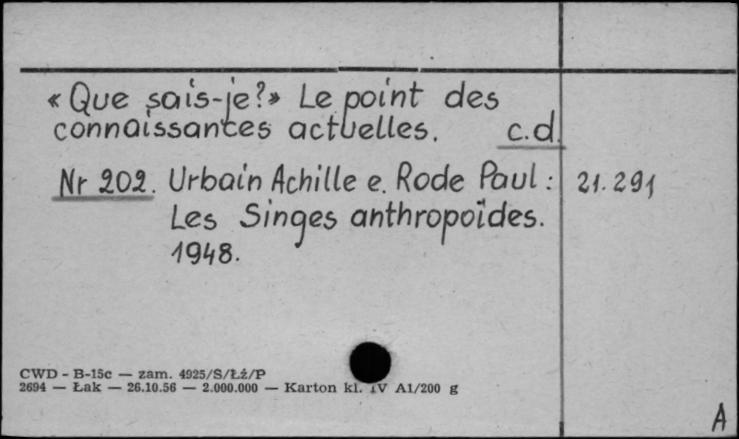 « Que sais-je?» Le point des
connaissances actuelles. c.d.
Nr 202. Urbain Achille e. Rode Paul: 21.291
Les Singes anthropoïdes.
1948.
CWD - B-15c — zam. 4925/S/Łż/P
2694 — Łak — 26.10.56 — 2.000.000 — Karton kl. IV A1/200 g
A